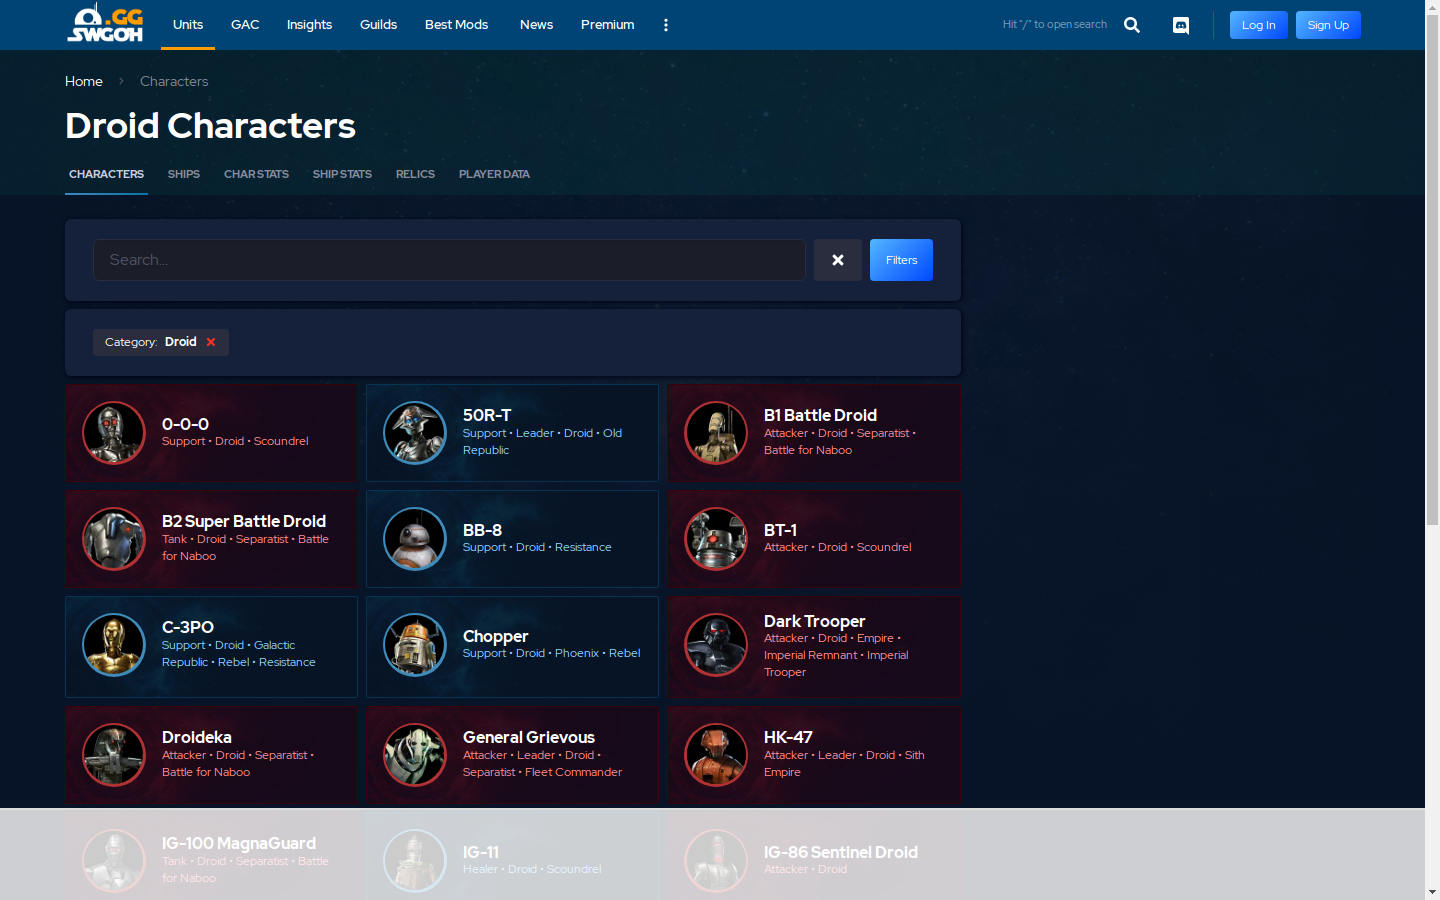 .GG
SWGOH
Units
GAC
Insights
Guilds
Best Mods
News
Premium
Hit "/" to open search
Log In
Sign Up
Home
Characters
Droid Characters
CHARACTERS
SHIPS
CHAR STATS
SHIP STATS
RELICS
PLAYER DATA
Search...
Filters
Category: Droid
0-0-0
Support • Droid • Scoundrel
50R-T
Support • Leader • Droid • Old
Republic
B1 Battle Droid
Attacker • Droid • Separatist •
Battle for Naboo
B2 Super Battle Droid
Tank • Droid • Separatist • Battle
for Naboo
BB-8
Support • Droid • Resistance
BT-1
Attacker • Droid • Scoundrel
C-3PO
Support • Droid • Galactic
Republic • Rebel • Resistance
Chopper
Support • Droid • Phoenix • Rebel
Dark Trooper
Attacker • Droid • Empire •
Imperial Remnant • Imperial
Trooper
Droideka
Attacker • Droid • Separatist •
Battle for Naboo
General Grievous
Attacker • Leader • Droid •
Separatist • Fleet Commander
HK-47
Attacker • Leader • Droid • Sith
Empire
IG-100 MagnaGuard
Tank • Droid • Separatist • Battle
for Naboo
IG-11
Healer • Droid • Scoundrel
IG-86 Sentinel Droid
Attacker • Droid